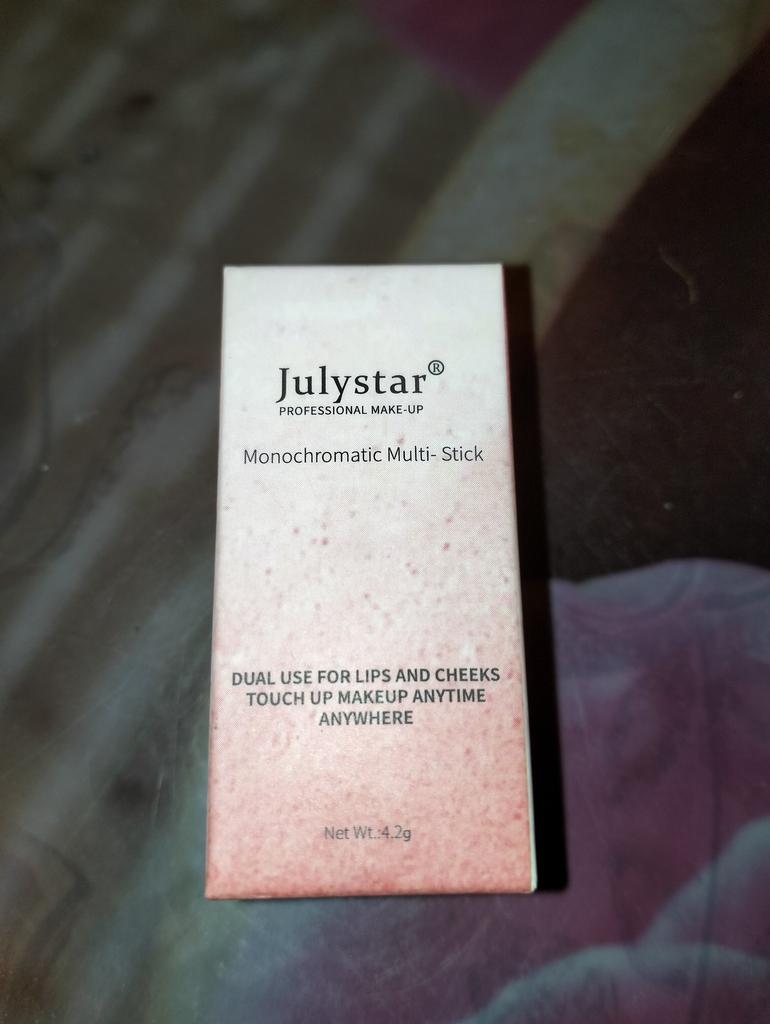 Julystar®
PROFESSIONAL MAKE-UP
Monochromatic Multi- Stick
DUAL USE FOR LIPS AND CHEEKS
TOUCH UP MAKEUP ANYTIME
ANYWHERE
Net Wt.:4.2g